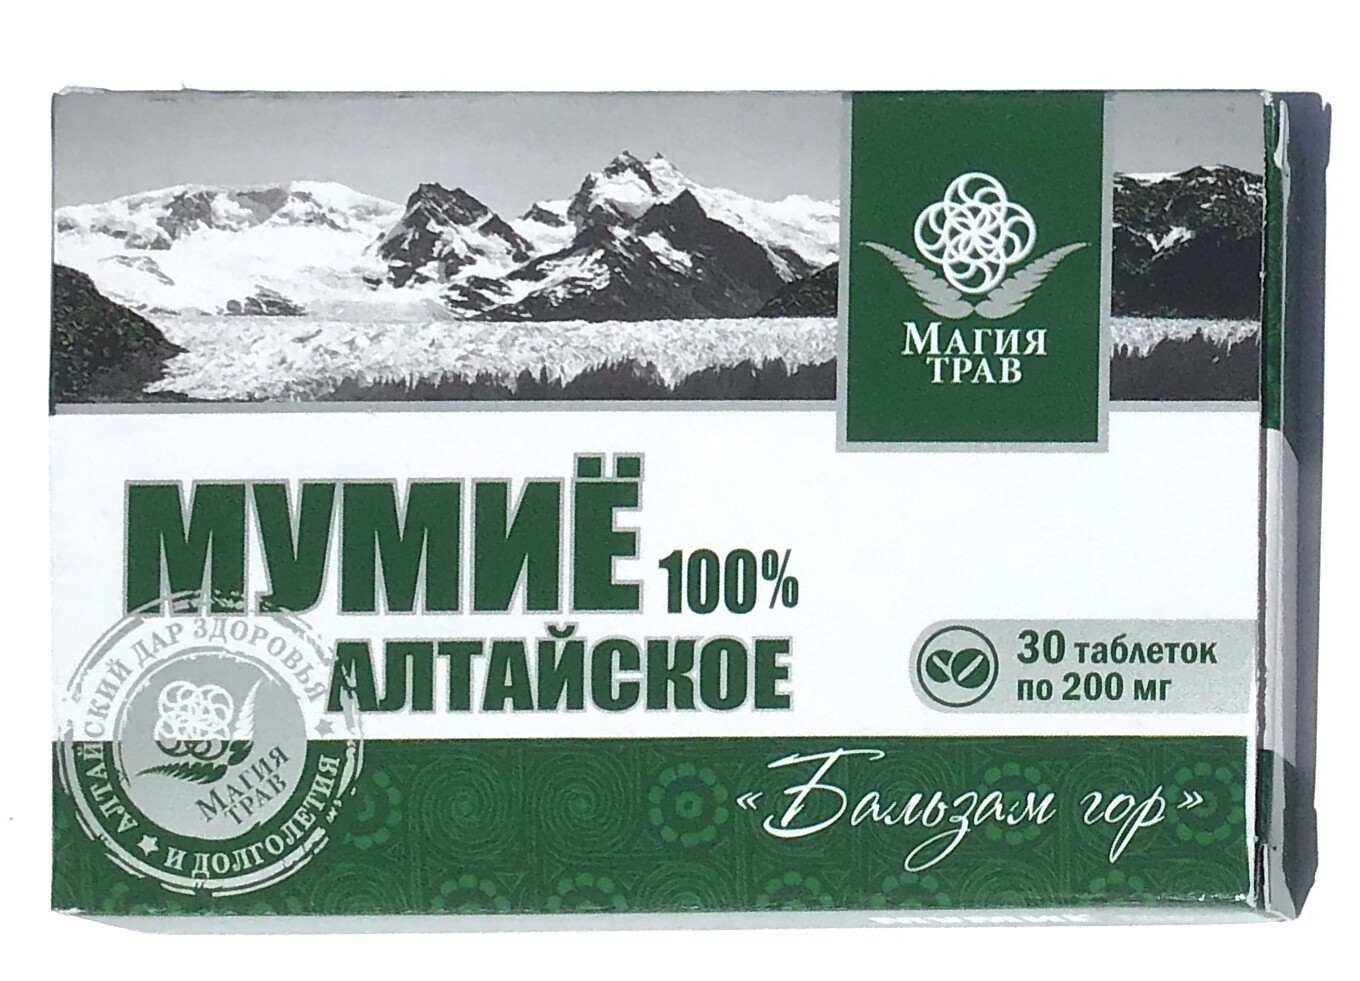 МАГИЯ
ТРАВ
МУМИЁ 100%
АЛТАЙСКОЕ
30 таблеток
по 200 мг
«Бальзам гор»
АЛТАЙСКИЙ ДАР ЗДОРОВЬЯ
И ДОЛГОЛЕТИЯ
МАГИЯ
ТРАВ